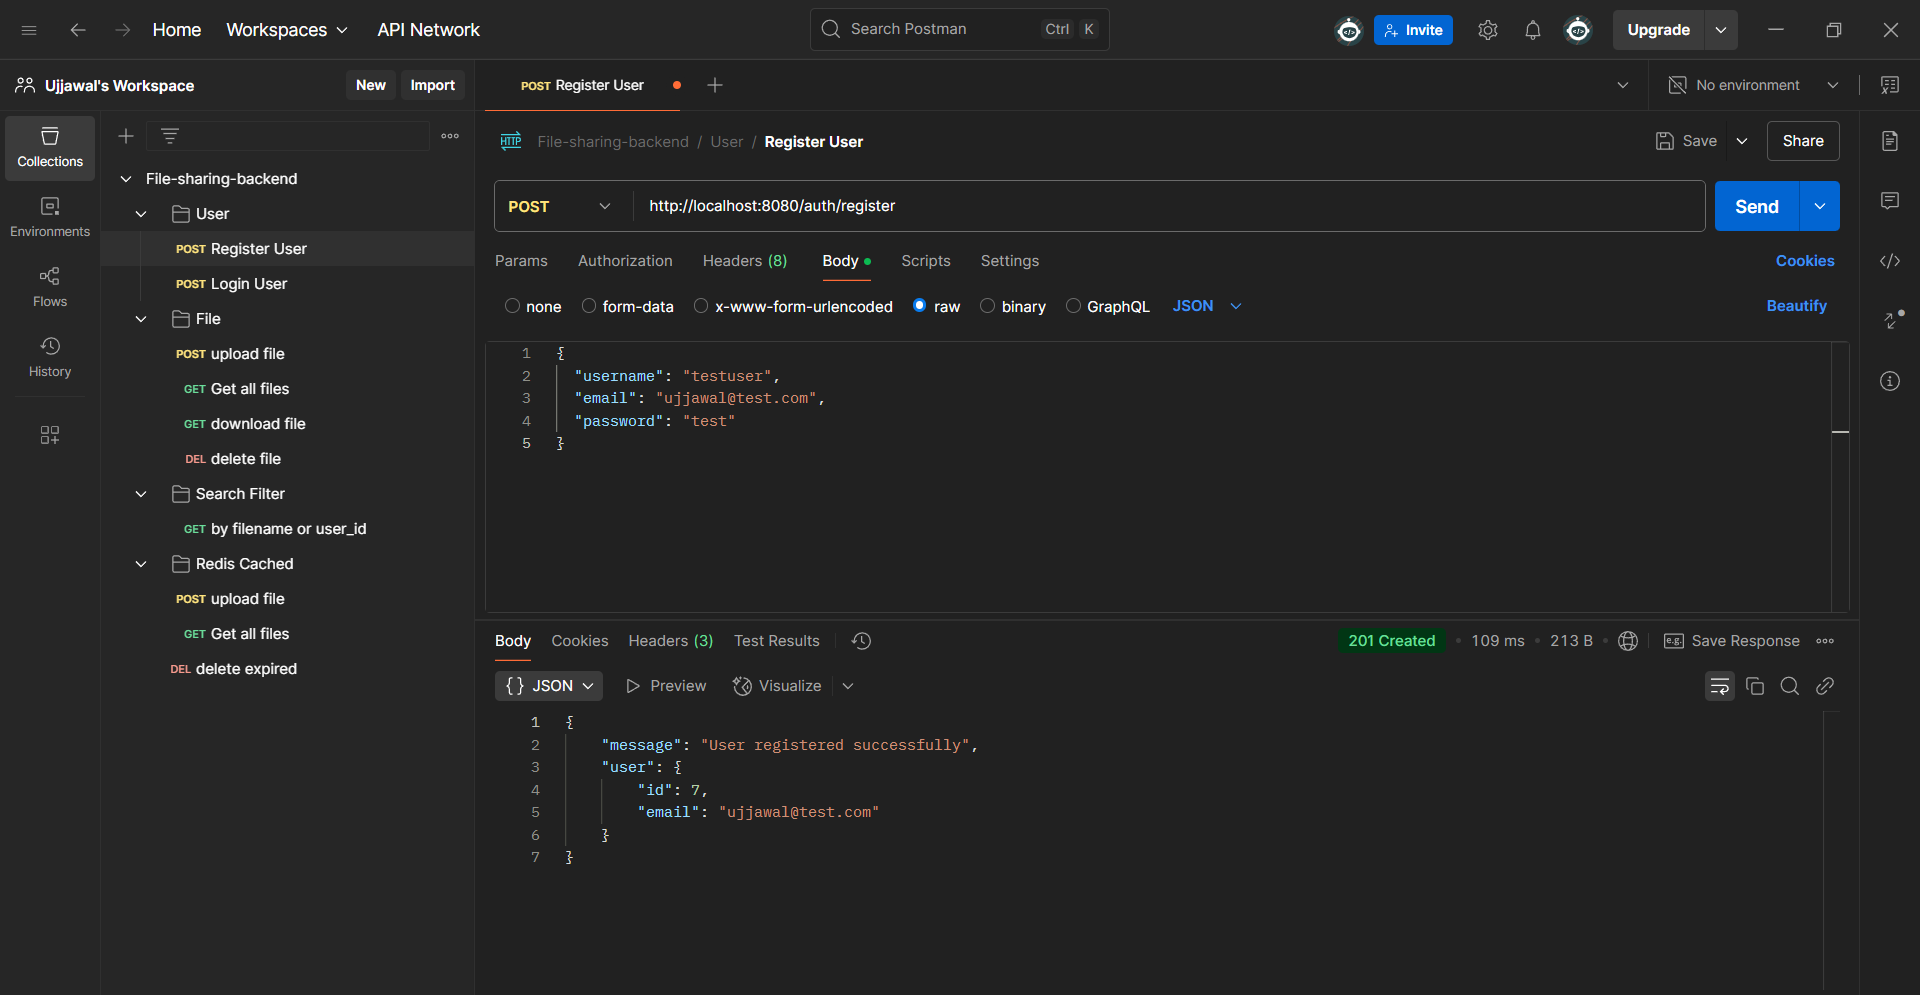 Home Workspaces API Network Search Postman Ctrl K Invite Upgrade
Ujjawal's Workspace New Import POST Register User No environment
Collections
Environments
Flows
History
File-sharing-backend
User
POST Register User
POST Login User
File
POST upload file
GET Get all files
GET download file
DEL delete file
Search Filter
GET by filename or user_id
Redis Cached
POST upload file
GET Get all files
DEL delete expired
HTTP File-sharing-backend / User / Register User Save Share
POST http://localhost:8080/auth/register Send
Params Authorization Headers (8) Body Scripts Settings Cookies
none form-data x-www-form-urlencoded raw binary GraphQL JSON Beautify
1 {
2 "username": "testuser",
3 "email": "ujjawal@test.com",
4 "password": "test"
5 }
Body Cookies Headers (3) Test Results 201 Created 109 ms 213 B e.g. Save Response
{} JSON Preview Visualize
1 {
2 "message": "User registered successfully",
3 "user": {
4 "id": 7,
5 "email": "ujjawal@test.com"
6 }
7 }